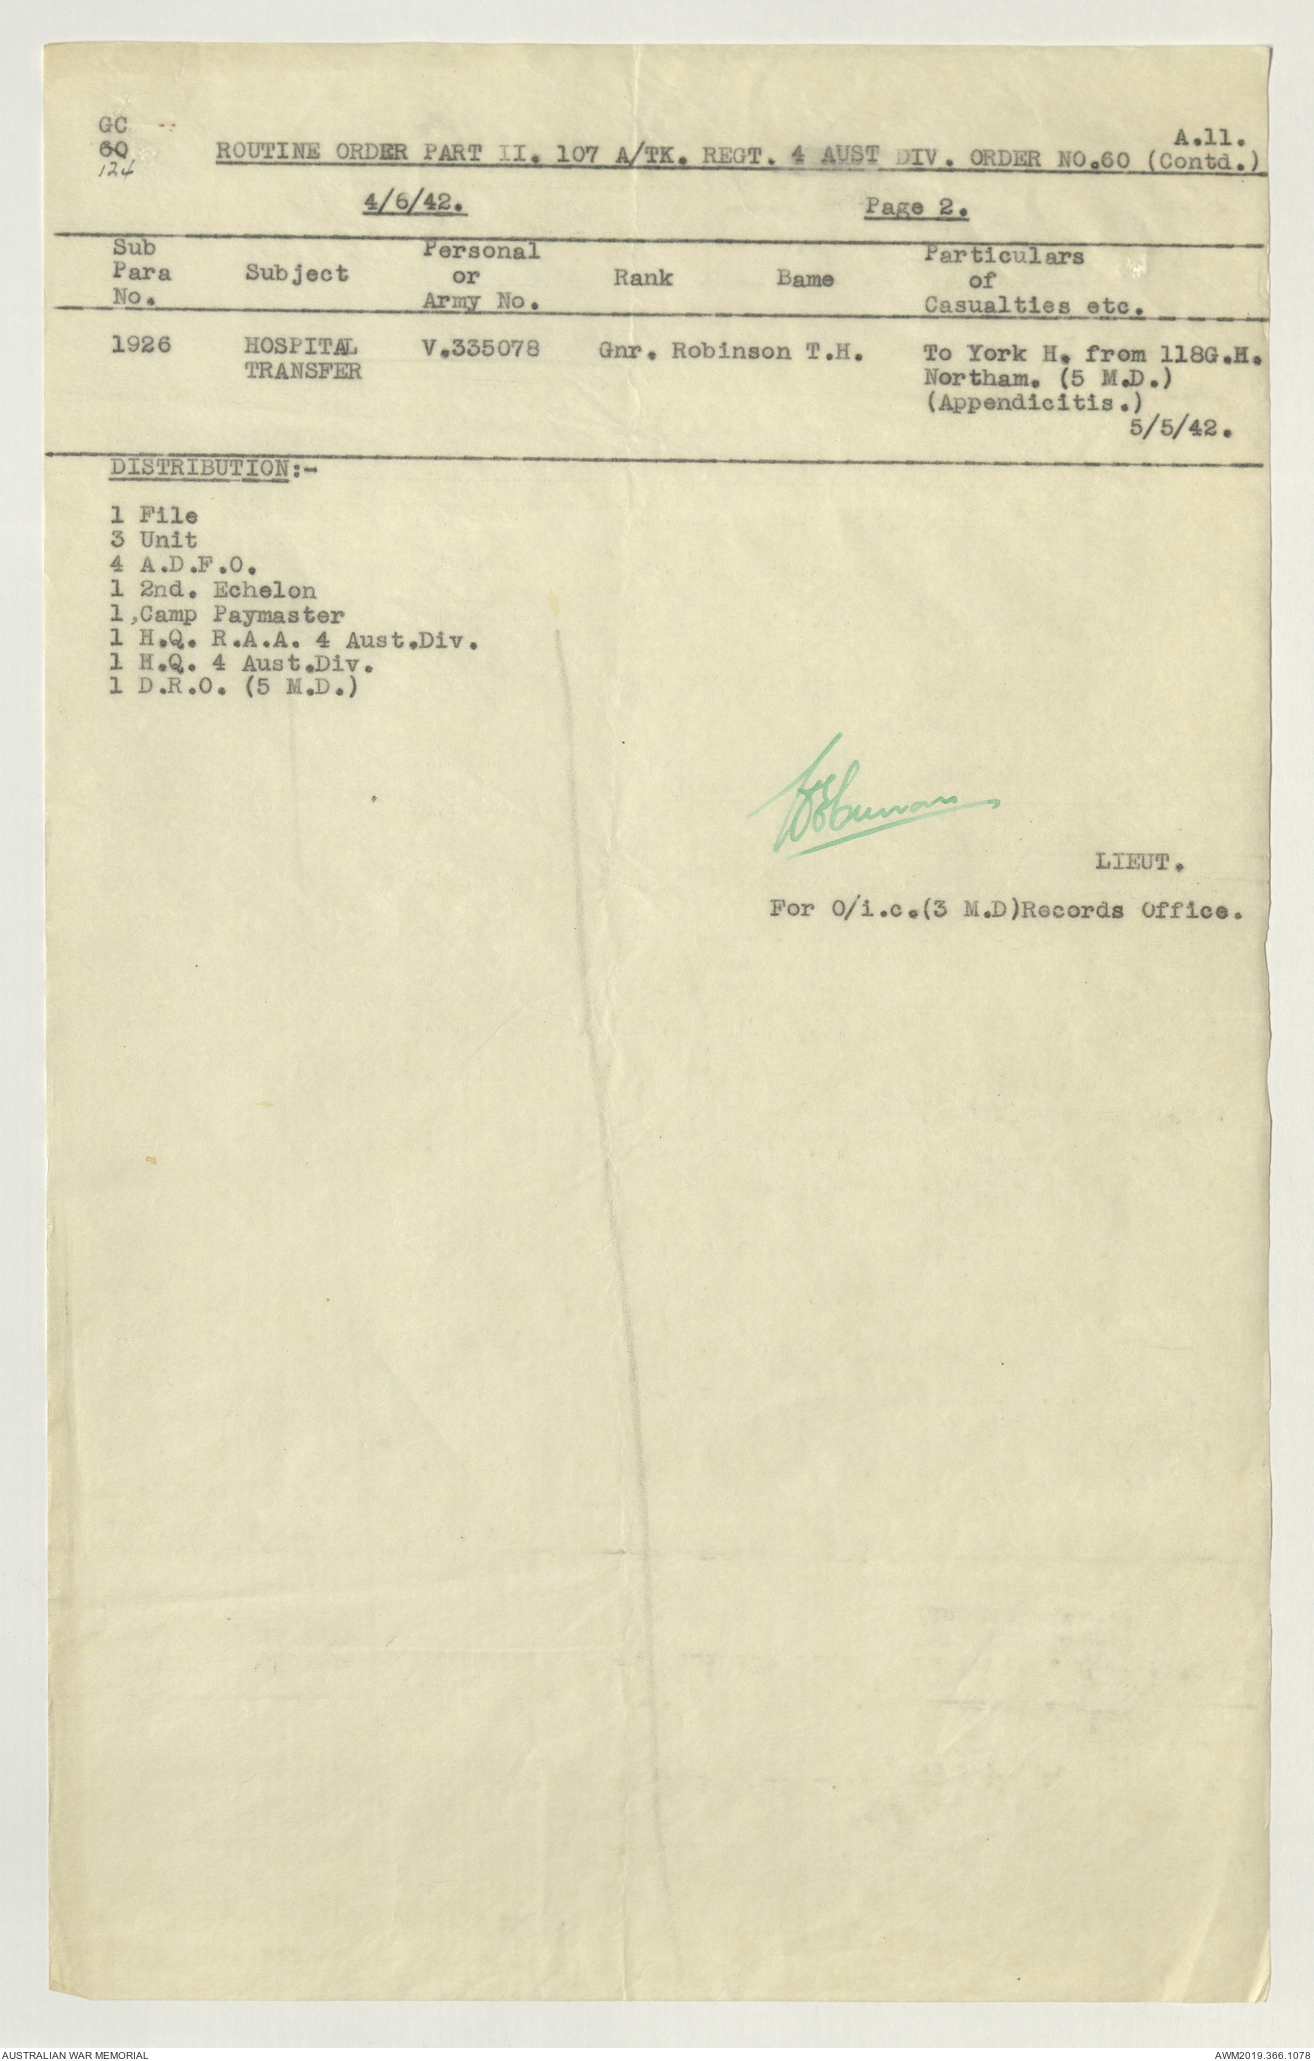 GC
60
124
A.11.
ROUTINE ORDER PART II. 107 A/TK. REGT. 4 AUST DIV. ORDER NO.60 (Contd.)
4/6/42. Page 2.
Sub Para No. Subject Personal or Army No. Rank Bame Particulars of Casualties etc.
1926 HOSPITAL V.335078 Gnr. Robinson T.H. To York H. from 118G.H.
TRANSFER Northam. (5 M.D.)
(Appendicitis.)
5/5/42.
DISTRIBUTION:-
1 File
3 Unit
4 A.D.F.O.
1 2nd. Echelon
1,Camp Paymaster
1 H.Q. R.A.A. 4 Aust.Div.
1 H.Q. 4 Aust.Div.
1 D.R.O. (5 M.D.)
LIEUT.
For O/i.c.(3 M.D)Records Office.
AUSTRALIAN WAR MEMORIAL
AWM2019.366.1078